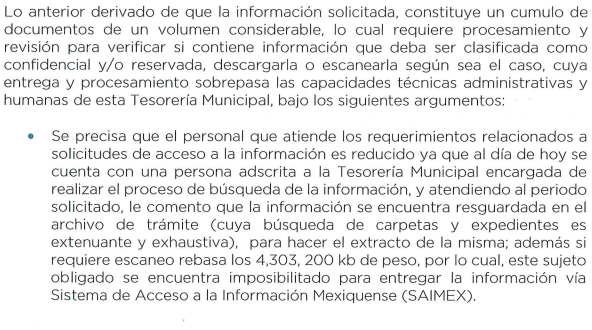 Lo anterior derivado de que la información solicitada, constituye un cumulo de
documentos de un volumen considerable, lo cual requiere procesamiento y
revisión para verificar si contiene información que deba ser clasificada como
confidencial y/o reservada, descargarla o escanearla según sea el caso, cuya
entrega y procesamiento sobrepasa las capacidades técnicas administrativas y
humanas de esta Tesorería Municipal, bajo los siguientes argumentos:
• Se precisa que el personal que atiende los requerimientos relacionados a
solicitudes de acceso a la información es reducido ya que al día de hoy se
cuenta con una persona adscrita a la Tesorería Municipal encargada de
realizar el proceso de búsqueda de la información, y atendiendo al periodo
solicitado, le comento que la información se encuentra resguardada en el
archivo de trámite (cuya búsqueda de carpetas y expedientes es
extenuante y exhaustiva), para hacer el extracto de la misma; además si
requiere escaneo rebasa los 4,303, 200 kb de peso, por lo cual, este sujeto
obligado se encuentra imposibilitado para entregar la información vía
Sistema de Acceso a la Información Mexiquense (SAIMEX).